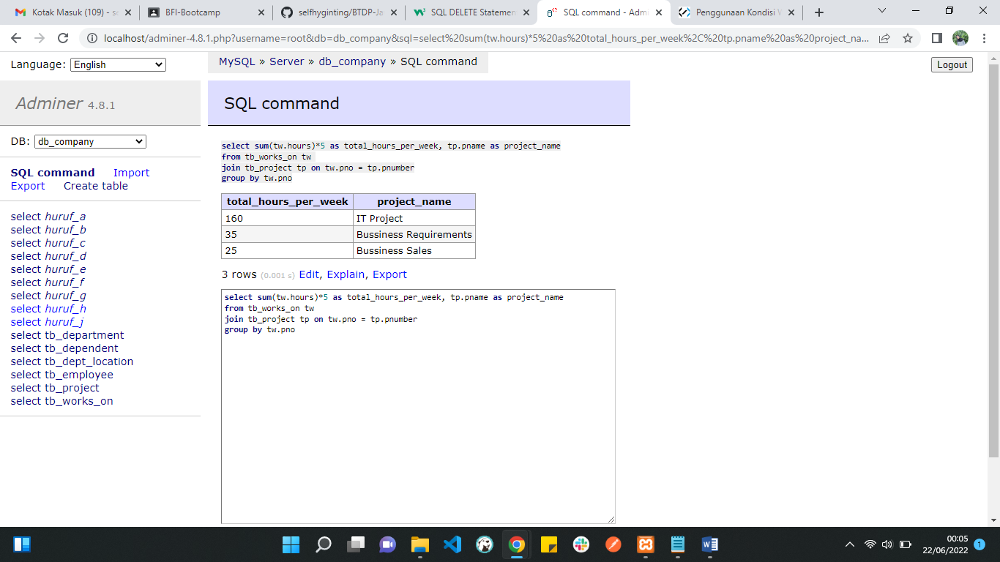 Kotak Masuk (109) - se
BFI-Bootcamp
selfhyginting/BTDP-Ja
SQL DELETE Statemen
SQL command - Admi
Penggunaan Kondisi W
localhost/adminer-4.8.1.php?username=root&db=db_company&sql=select%20sum(tw.hours)*5%20as%20total_hours_per_week%2C%20tp.pname%20as%20project_na...
Language: English
MySQL » Server » db_company » SQL command
Logout
Adminer 4.8.1
SQL command
DB: db_company
SQL command Import
Export Create table
select huruf_a
select huruf_b
select huruf_c
select huruf_d
select huruf_e
select huruf_f
select huruf_g
select huruf_h
select huruf_j
select tb_department
select tb_dependent
select tb_dept_location
select tb_employee
select tb_project
select tb_works_on
select sum(tw.hours)*5 as total_hours_per_week, tp.pname as project_name
from tb_works_on tw
join tb_project tp on tw.pno = tp.pnumber
group by tw.pno
total_hours_per_week project_name
160 IT Project
35 Bussiness Requirements
25 Bussiness Sales
3 rows (0.001 s) Edit, Explain, Export
select sum(tw.hours)*5 as total_hours_per_week, tp.pname as project_name
from tb_works_on tw
join tb_project tp on tw.pno = tp.pnumber
group by tw.pno
00:05
22/06/2022
1